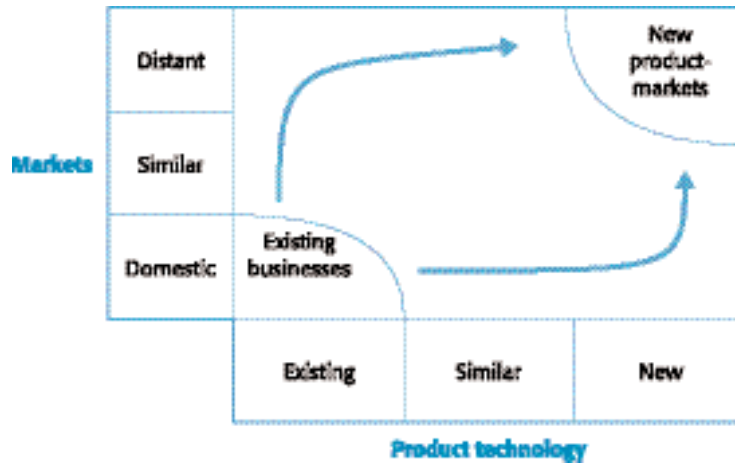 Distant
New
product-
markets
Markets
Similar
Domestic
Existing
businesses
Existing
Similar
New
Product technology